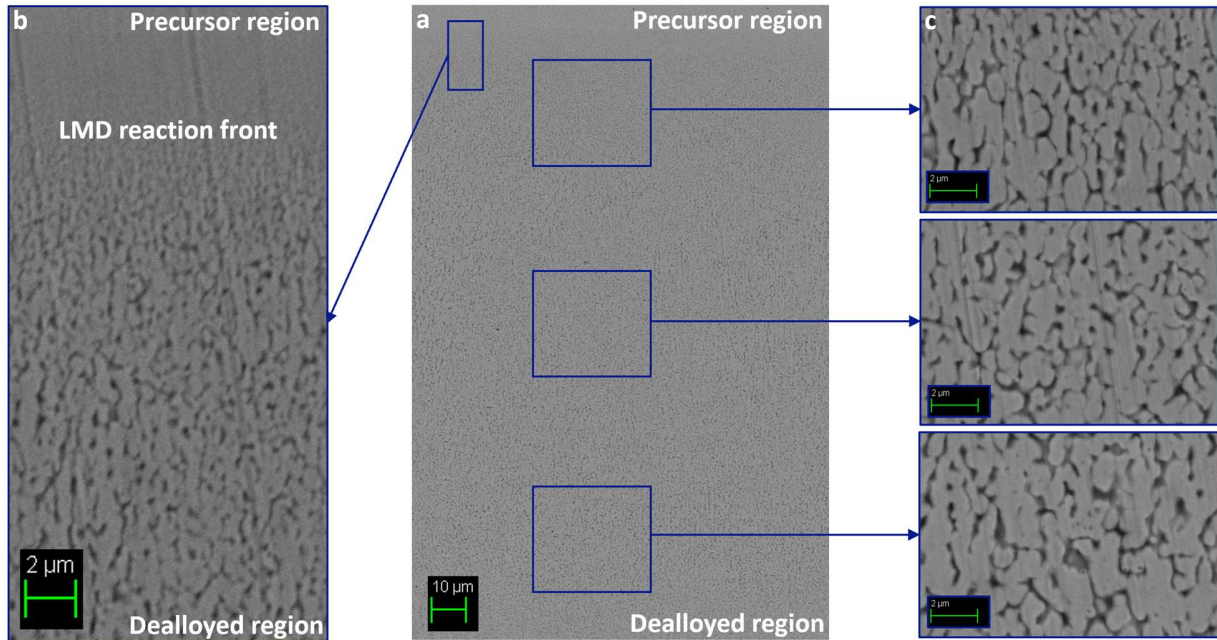 b
Precursor region
LMD reaction front
2 µm
Dealloyed region
a
Precursor region
10 µm
Dealloyed region
c
2 µm
2 µm
2 µm